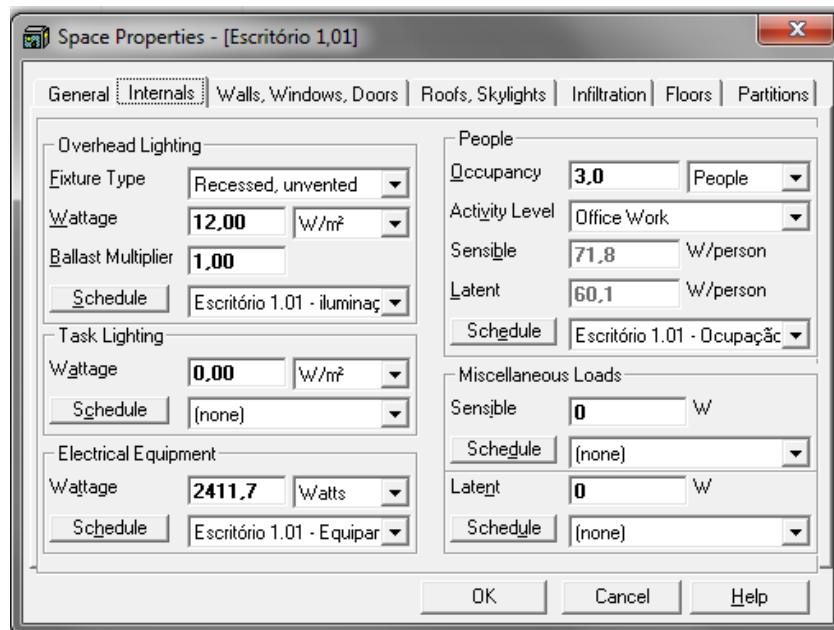 Space Properties - [Escritório 1,01]
General Internals Walls, Windows, Doors Roofs, Skylights Infiltration Floors Partitions
Overhead Lighting
Fixture Type Recessed, unvented
Wattage 12,00 W/m²
Ballast Multiplier 1,00
Schedule Escritório 1.01 - iluminaç
Task Lighting
Wattage 0,00 W/m²
Schedule (none)
Electrical Equipment
Wattage 2411,7 Watts
Schedule Escritório 1.01 - Equipar
People
Occupancy 3,0 People
Activity Level Office Work
Sensible 71,8 W/person
Latent 60,1 W/person
Schedule Escritório 1.01 - Ocupação
Miscellaneous Loads
Sensible 0 W
Schedule (none)
Latent 0 W
Schedule (none)
OK Cancel Help